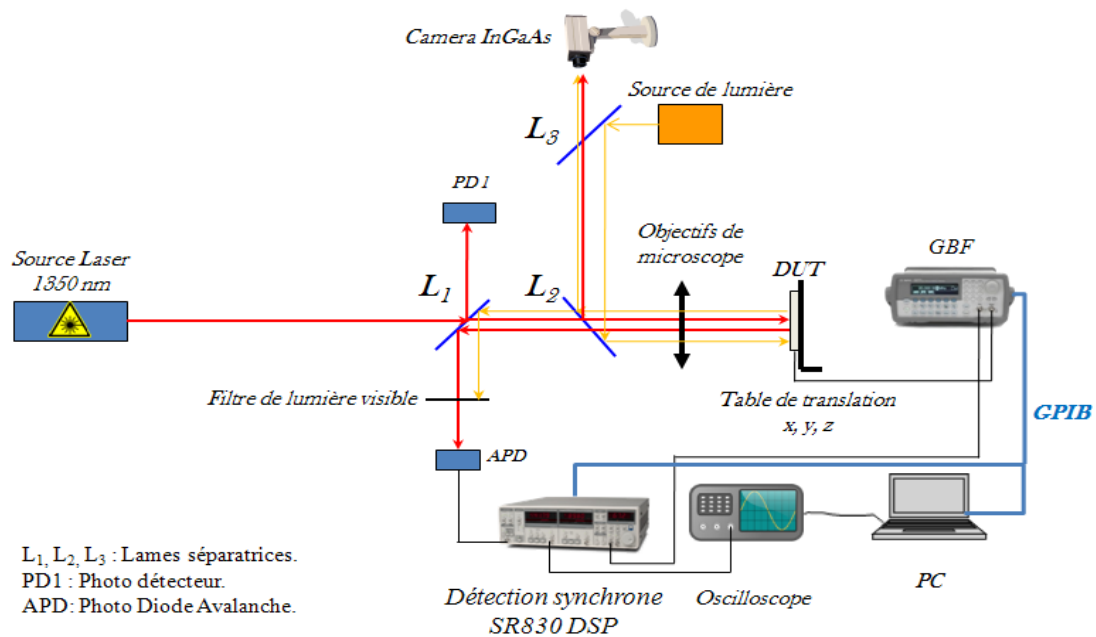 Camera InGaAs
Source de lumière
L3
PD1
Source Laser
1350 nm
L1
L2
Objectifs de
microscope
DUT
GBF
Filtre de lumière visible
Table de translation
x, y, z
GPIB
APD
L1, L2, L3 : Lames séparatrices.
PD1 : Photo détecteur.
APD: Photo Diode Avalanche.
Détection synchrone
SR830 DSP
Oscilloscope
PC